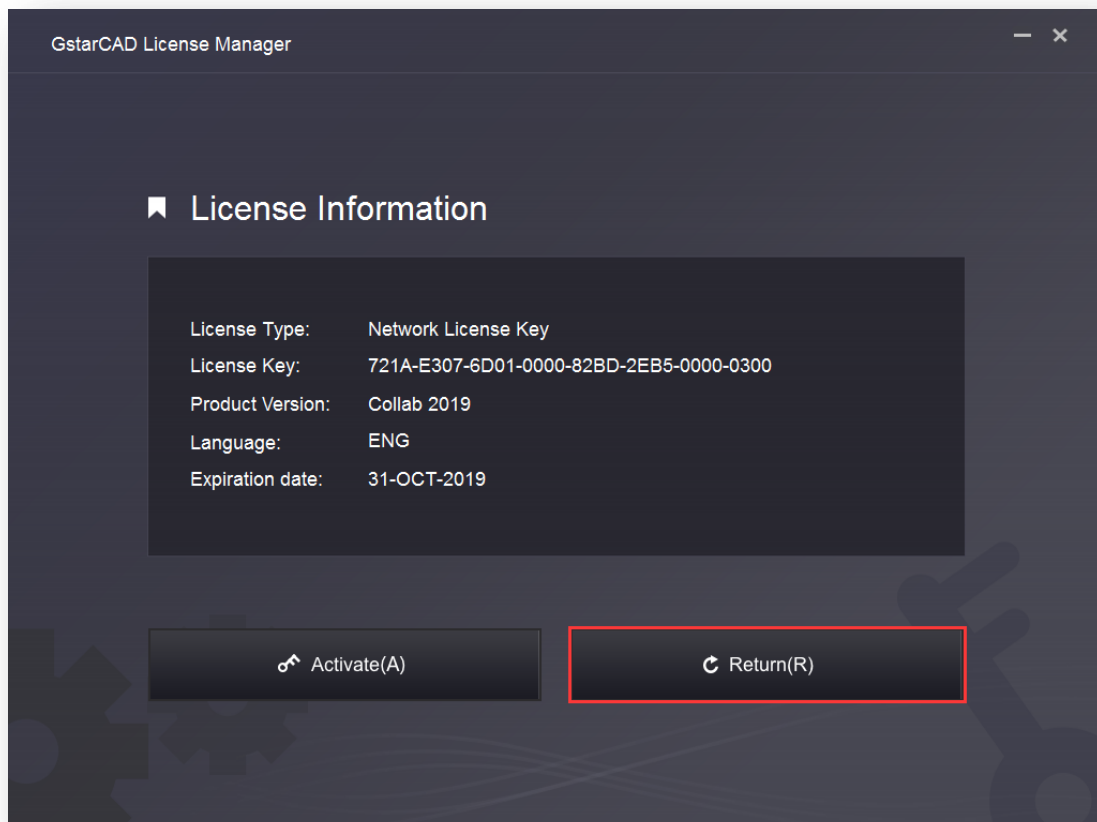 GstarCAD License Manager
License Information
License Type: Network License Key
License Key: 721A-E307-6D01-0000-82BD-2EB5-0000-0300
Product Version: Collab 2019
Language: ENG
Expiration date: 31-OCT-2019
Activate(A) Return(R)